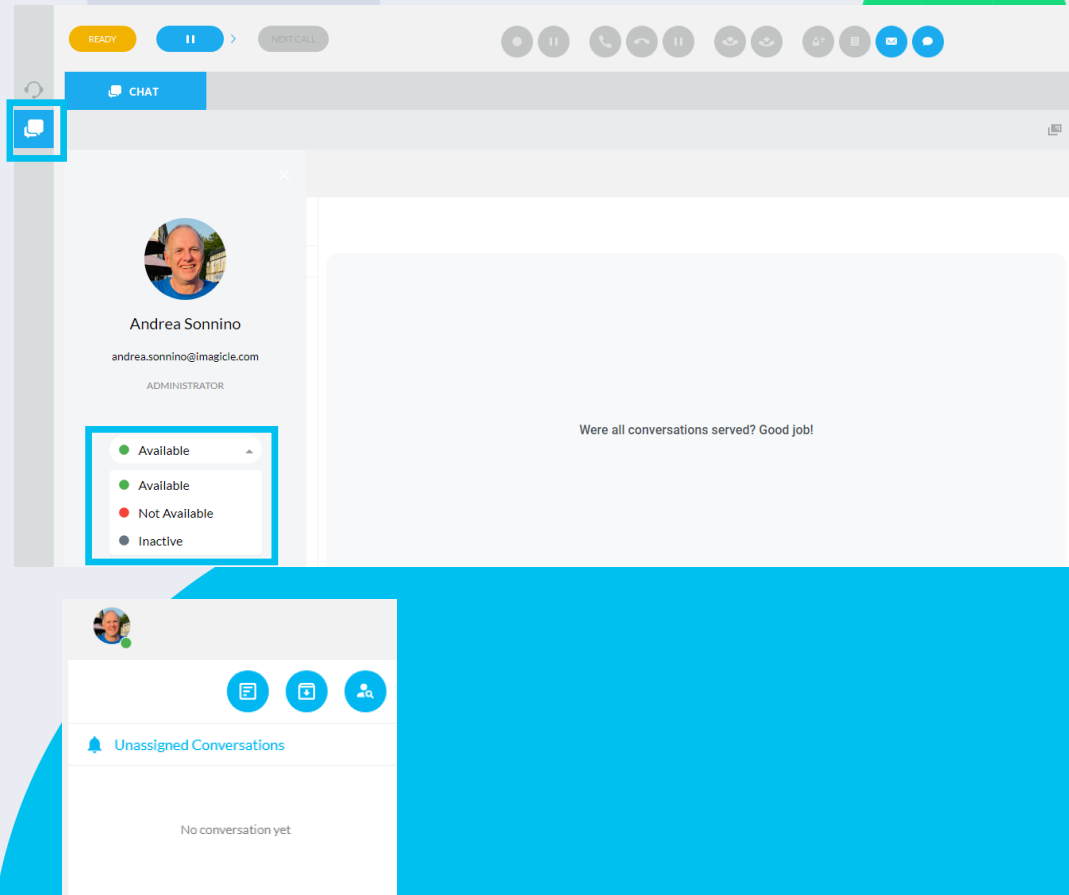 READY
NEXT CALL
CHAT
Andrea Sonnino
andrea.sonnino@imagicle.com
ADMINISTRATOR
Available
Available
Not Available
Inactive
Were all conversations served? Good job!
Unassigned Conversations
No conversation yet